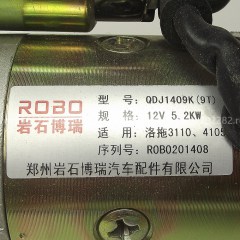 ROBO
岩石博瑞
型 号: QDJ1409K(9T)
规 格: 12V 5.2KW
适 用: 洛拖3110、4105
序列号: ROBO201408
郑州岩石博瑞汽车配件有限公司